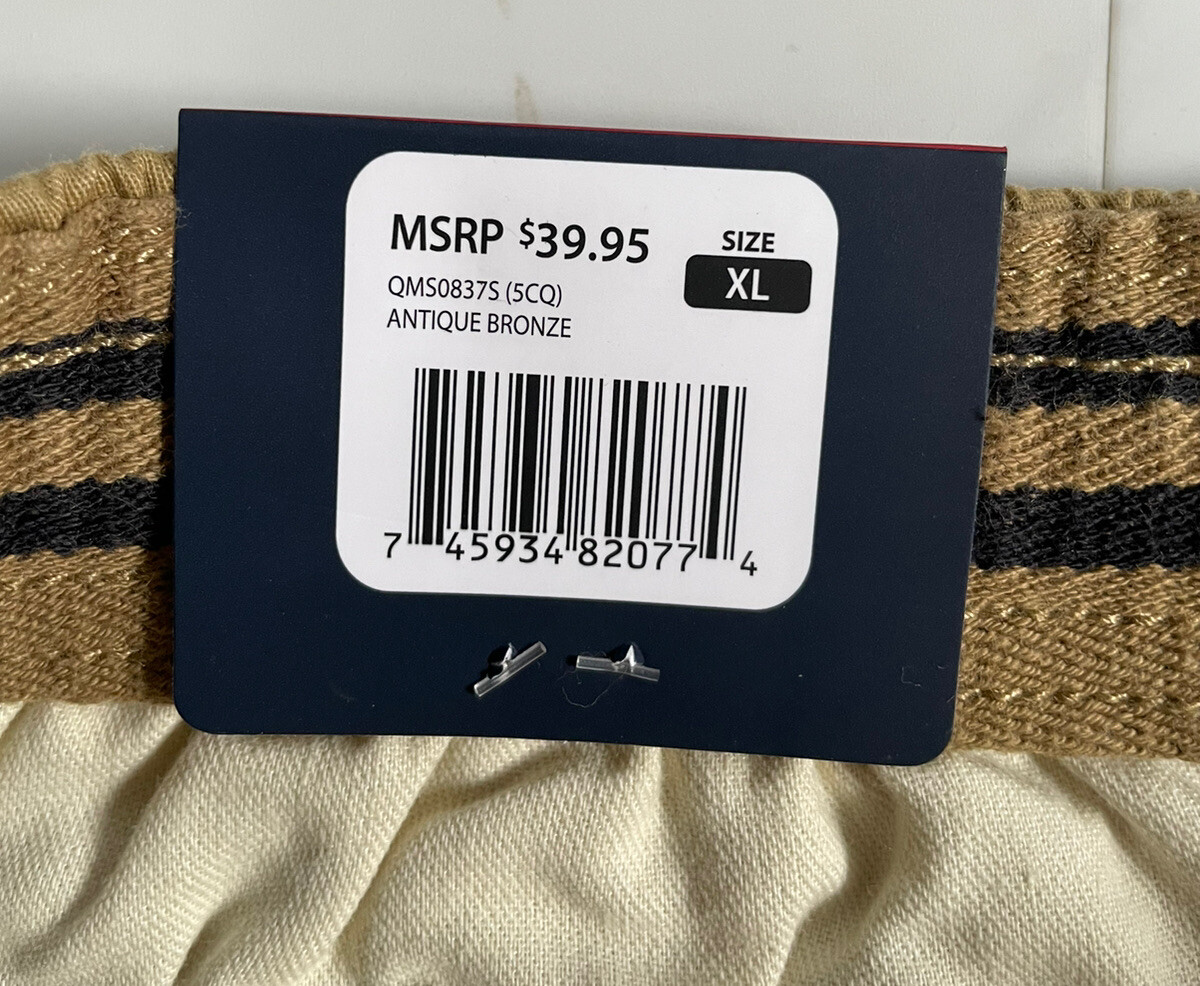 MSRP $39.95
SIZE
XL
QMS0837S (5CQ)
ANTIQUE BRONZE
7 45934 82077 4